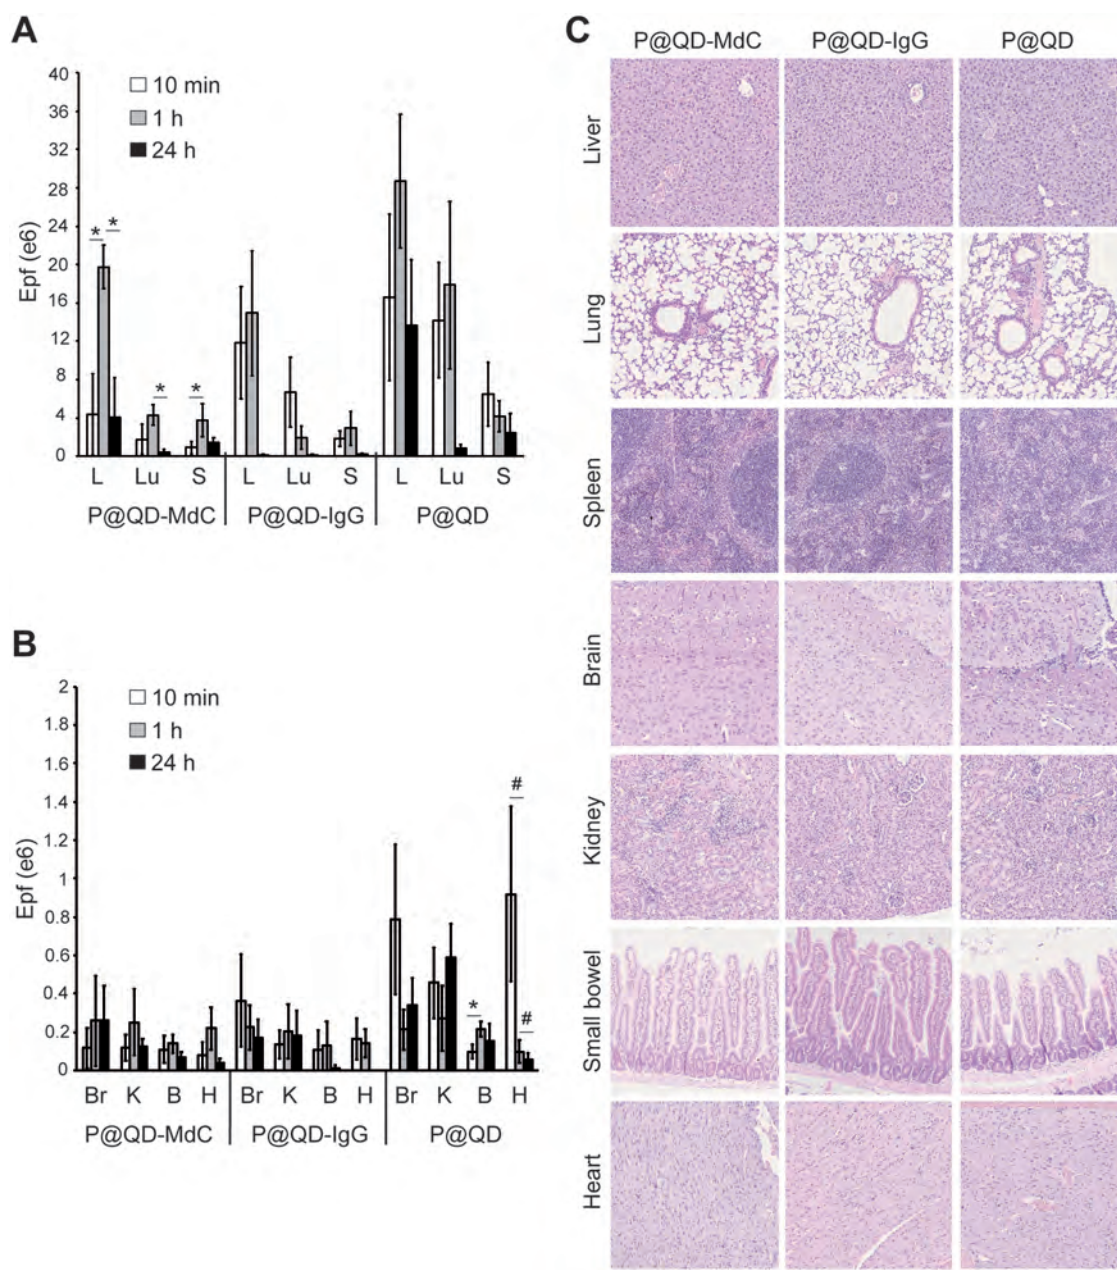 A
40
36
32
28
24
20
16
12
8
4
0
Epf (e6)
10 min
1 h
24 h
* *
*
*
L Lu S L Lu S L Lu S
P@QD-MdC P@QD-IgG P@QD
B
2
1.8
1.6
1.4
1.2
1
0.8
0.6
0.4
0.2
0
Epf (e6)
10 min
1 h
24 h
#
*
#
Br K B H Br K B H Br K B H
P@QD-MdC P@QD-IgG P@QD
C
P@QD-MdC P@QD-IgG P@QD
Liver
Lung
Spleen
Brain
Kidney
Small bowel
Heart